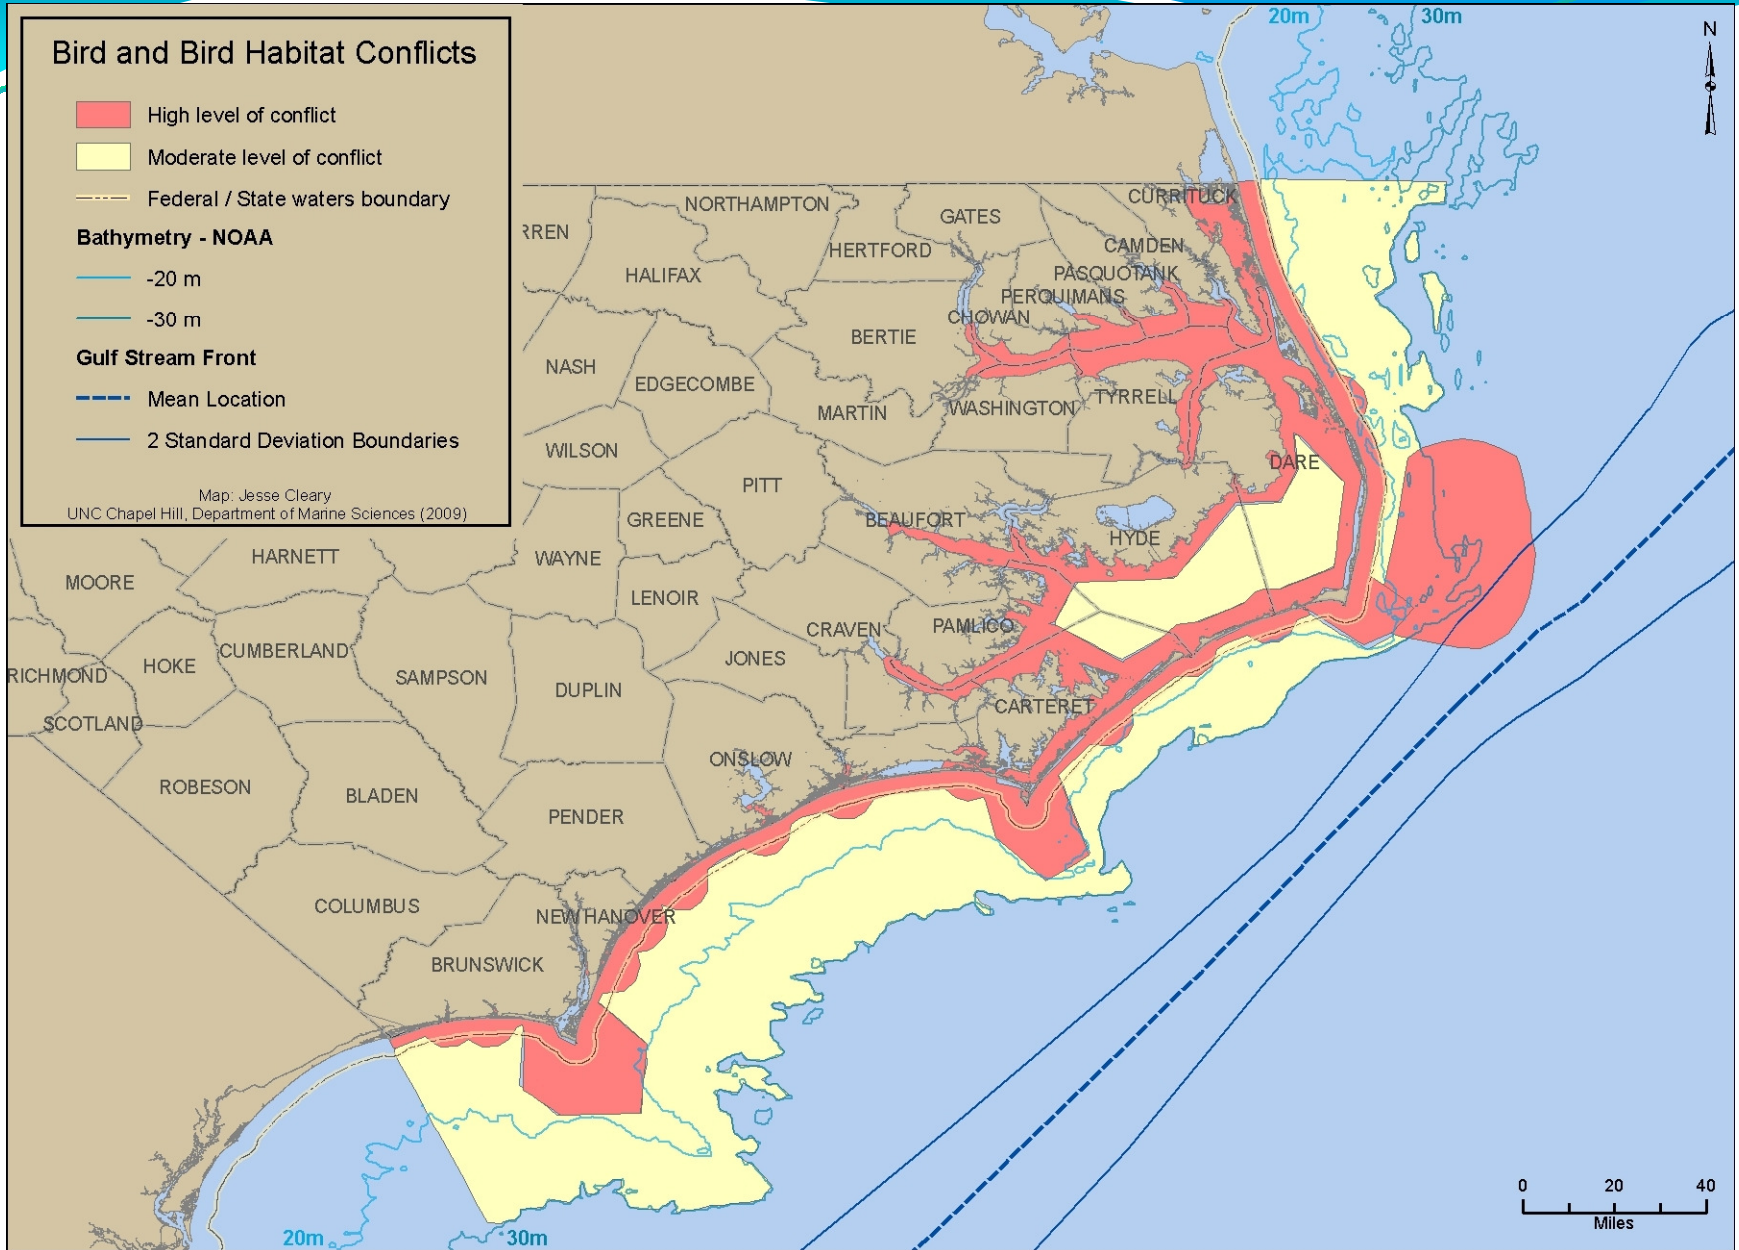 Bird and Bird Habitat Conflicts
High level of conflict
Moderate level of conflict
Federal / State waters boundary
Bathymetry - NOAA
-20 m
-30 m
Gulf Stream Front
Mean Location
2 Standard Deviation Boundaries
Map: Jesse Cleary
UNC Chapel Hill, Department of Marine Sciences (2009)
20m
30m
N
CURRITUCK
NORTHAMPTON
GATES
RREN
HERTFORD
CAMDEN
HALIFAX
PASQUOTANK
PERQUIMANS
CHOWAN
BERTIE
NASH
EDGECOMBE
TYRRELL
MARTIN
WASHINGTON
WILSON
DARE
PITT
GREENE
BEAUFORT
HYDE
HARNETT
WAYNE
MOORE
LENOIR
CRAVEN
PAMLICO
CUMBERLAND
JONES
HOKE
RICHMOND
SAMPSON
DUPLIN
CARTERET
SCOTLAND
ONSLOW
ROBESON
BLADEN
PENDER
COLUMBUS
NEW HANOVER
BRUNSWICK
0 20 40
Miles
20m
30m